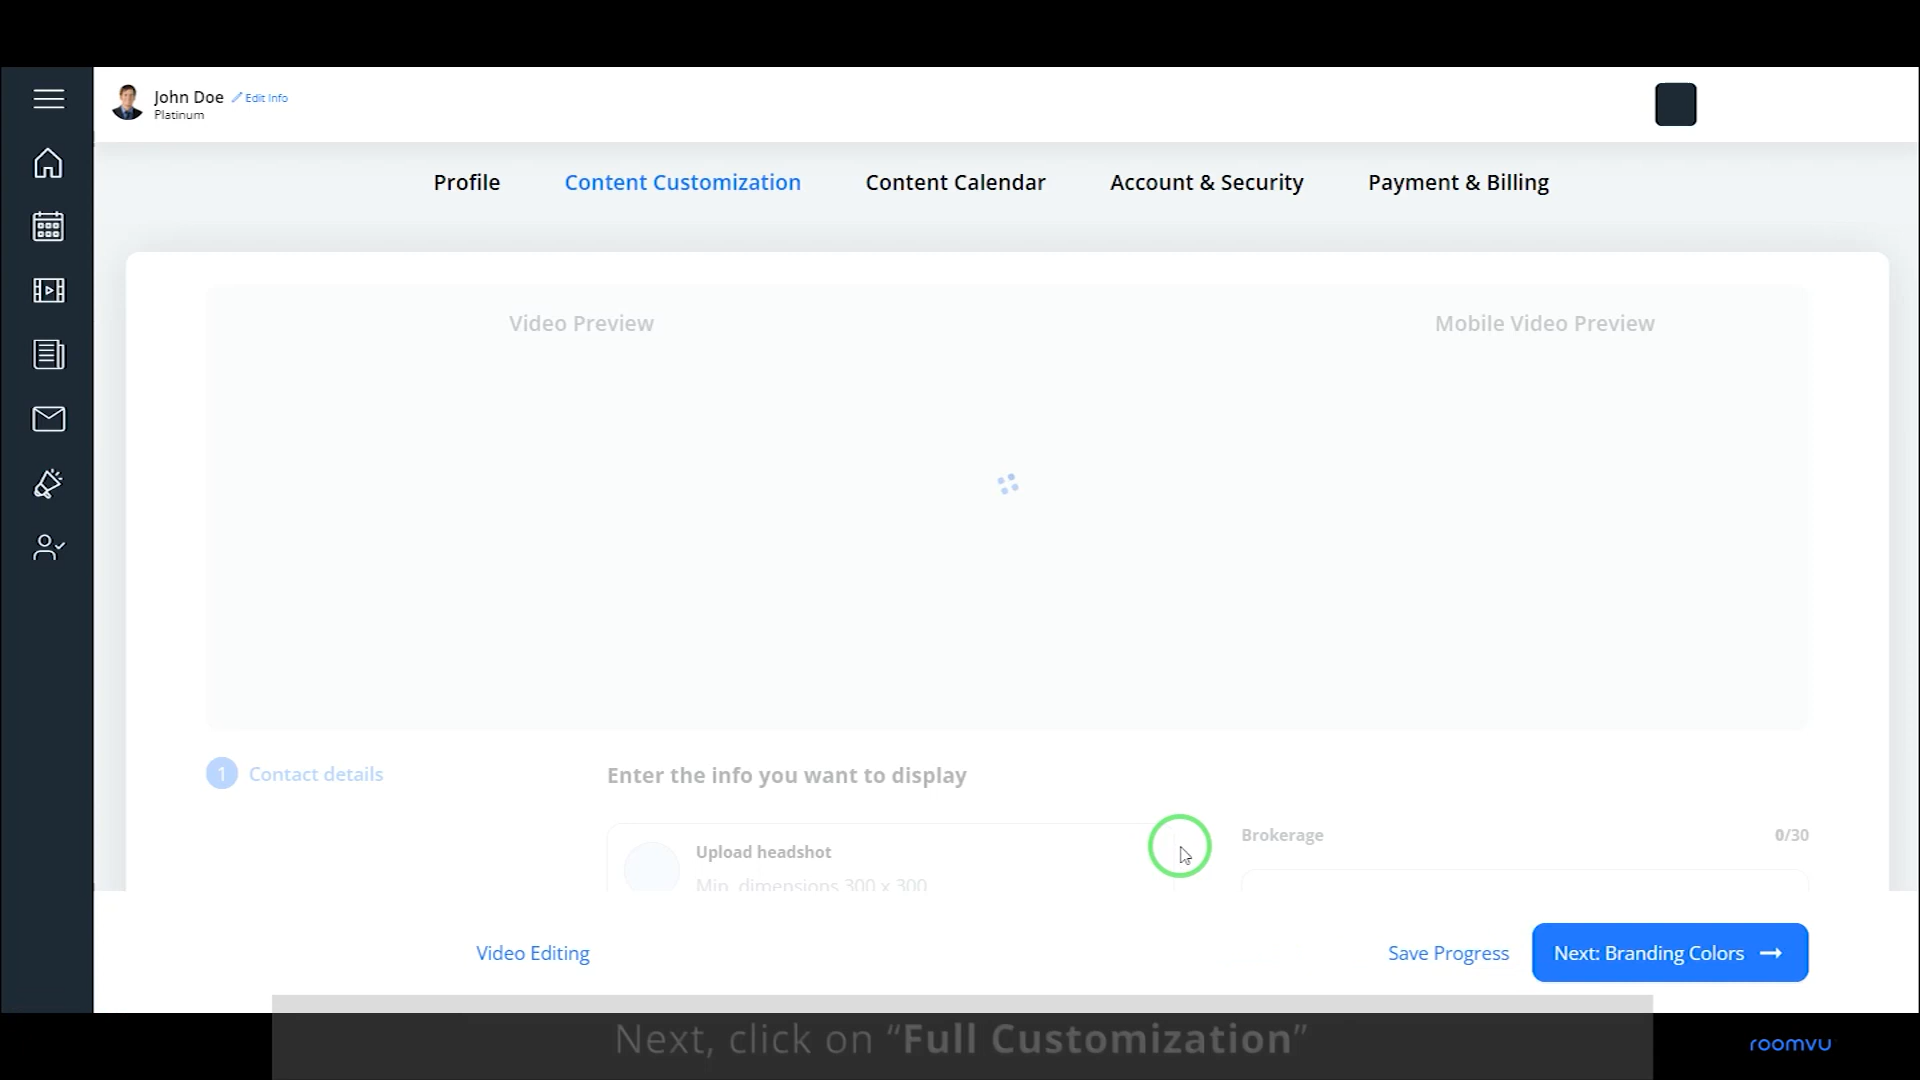 John Doe Edit Info
Platinum
Profile Content Customization Content Calendar Account & Security Payment & Billing
Video Preview Mobile Video Preview
1 Contact details Enter the info you want to display
Brokerage 0/30
Upload headshot
Min. dimensions 300 x 300
Video Editing Save Progress Next: Branding Colors
Next, click on “Full Customization”
roomvu